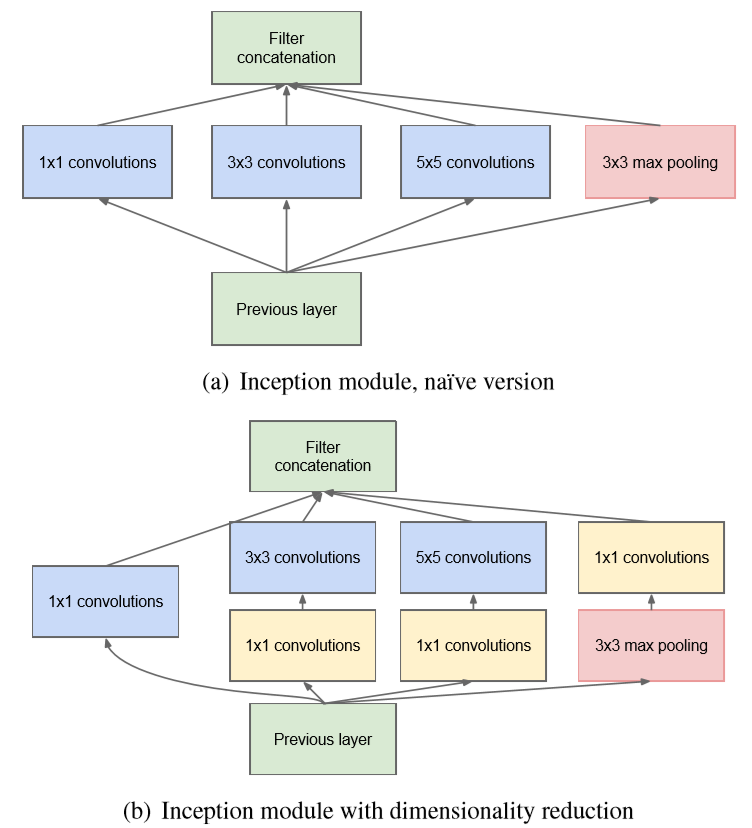 Filter
concatenation
1x1 convolutions
3x3 convolutions
5x5 convolutions
3x3 max pooling
Previous layer
(a) Inception module, naïve version
Filter
concatenation
3x3 convolutions
5x5 convolutions
1x1 convolutions
1x1 convolutions
1x1 convolutions
1x1 convolutions
3x3 max pooling
Previous layer
(b) Inception module with dimensionality reduction